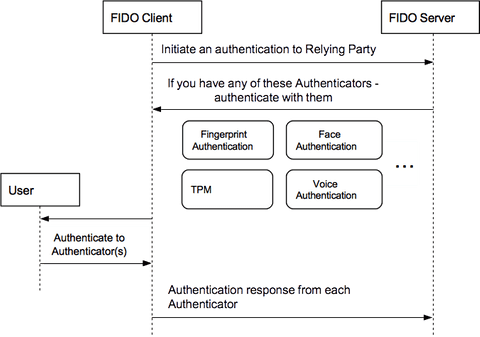 FIDO Client
FIDO Server
Initiate an authentication to Relying Party
If you have any of these Authenticators -
authenticate with them
Fingerprint
Authentication
Face
Authentication
TPM
Voice
Authentication
...
User
Authenticate to
Authenticator(s)
Authentication response from each
Authenticator